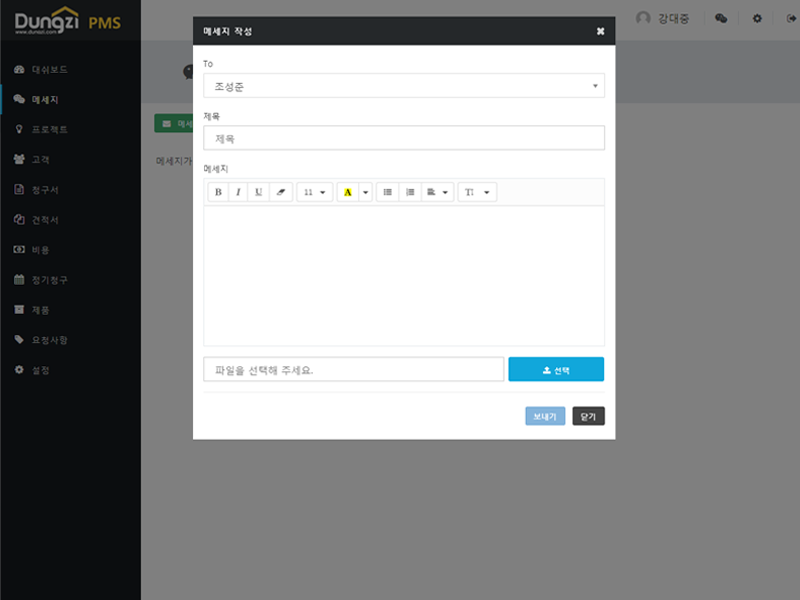 Dungzi PMS
www.dungzi.com
강대중
대쉬보드
메세지
프로젝트
고객
청구서
견적서
비용
정기청구
제품
요청사항
설정
메세
메세지가
메세지 작성
To
조성준
제목
제목
메세지
B I U 11 A
파일을 선택해 주세요.
선택
보내기
닫기